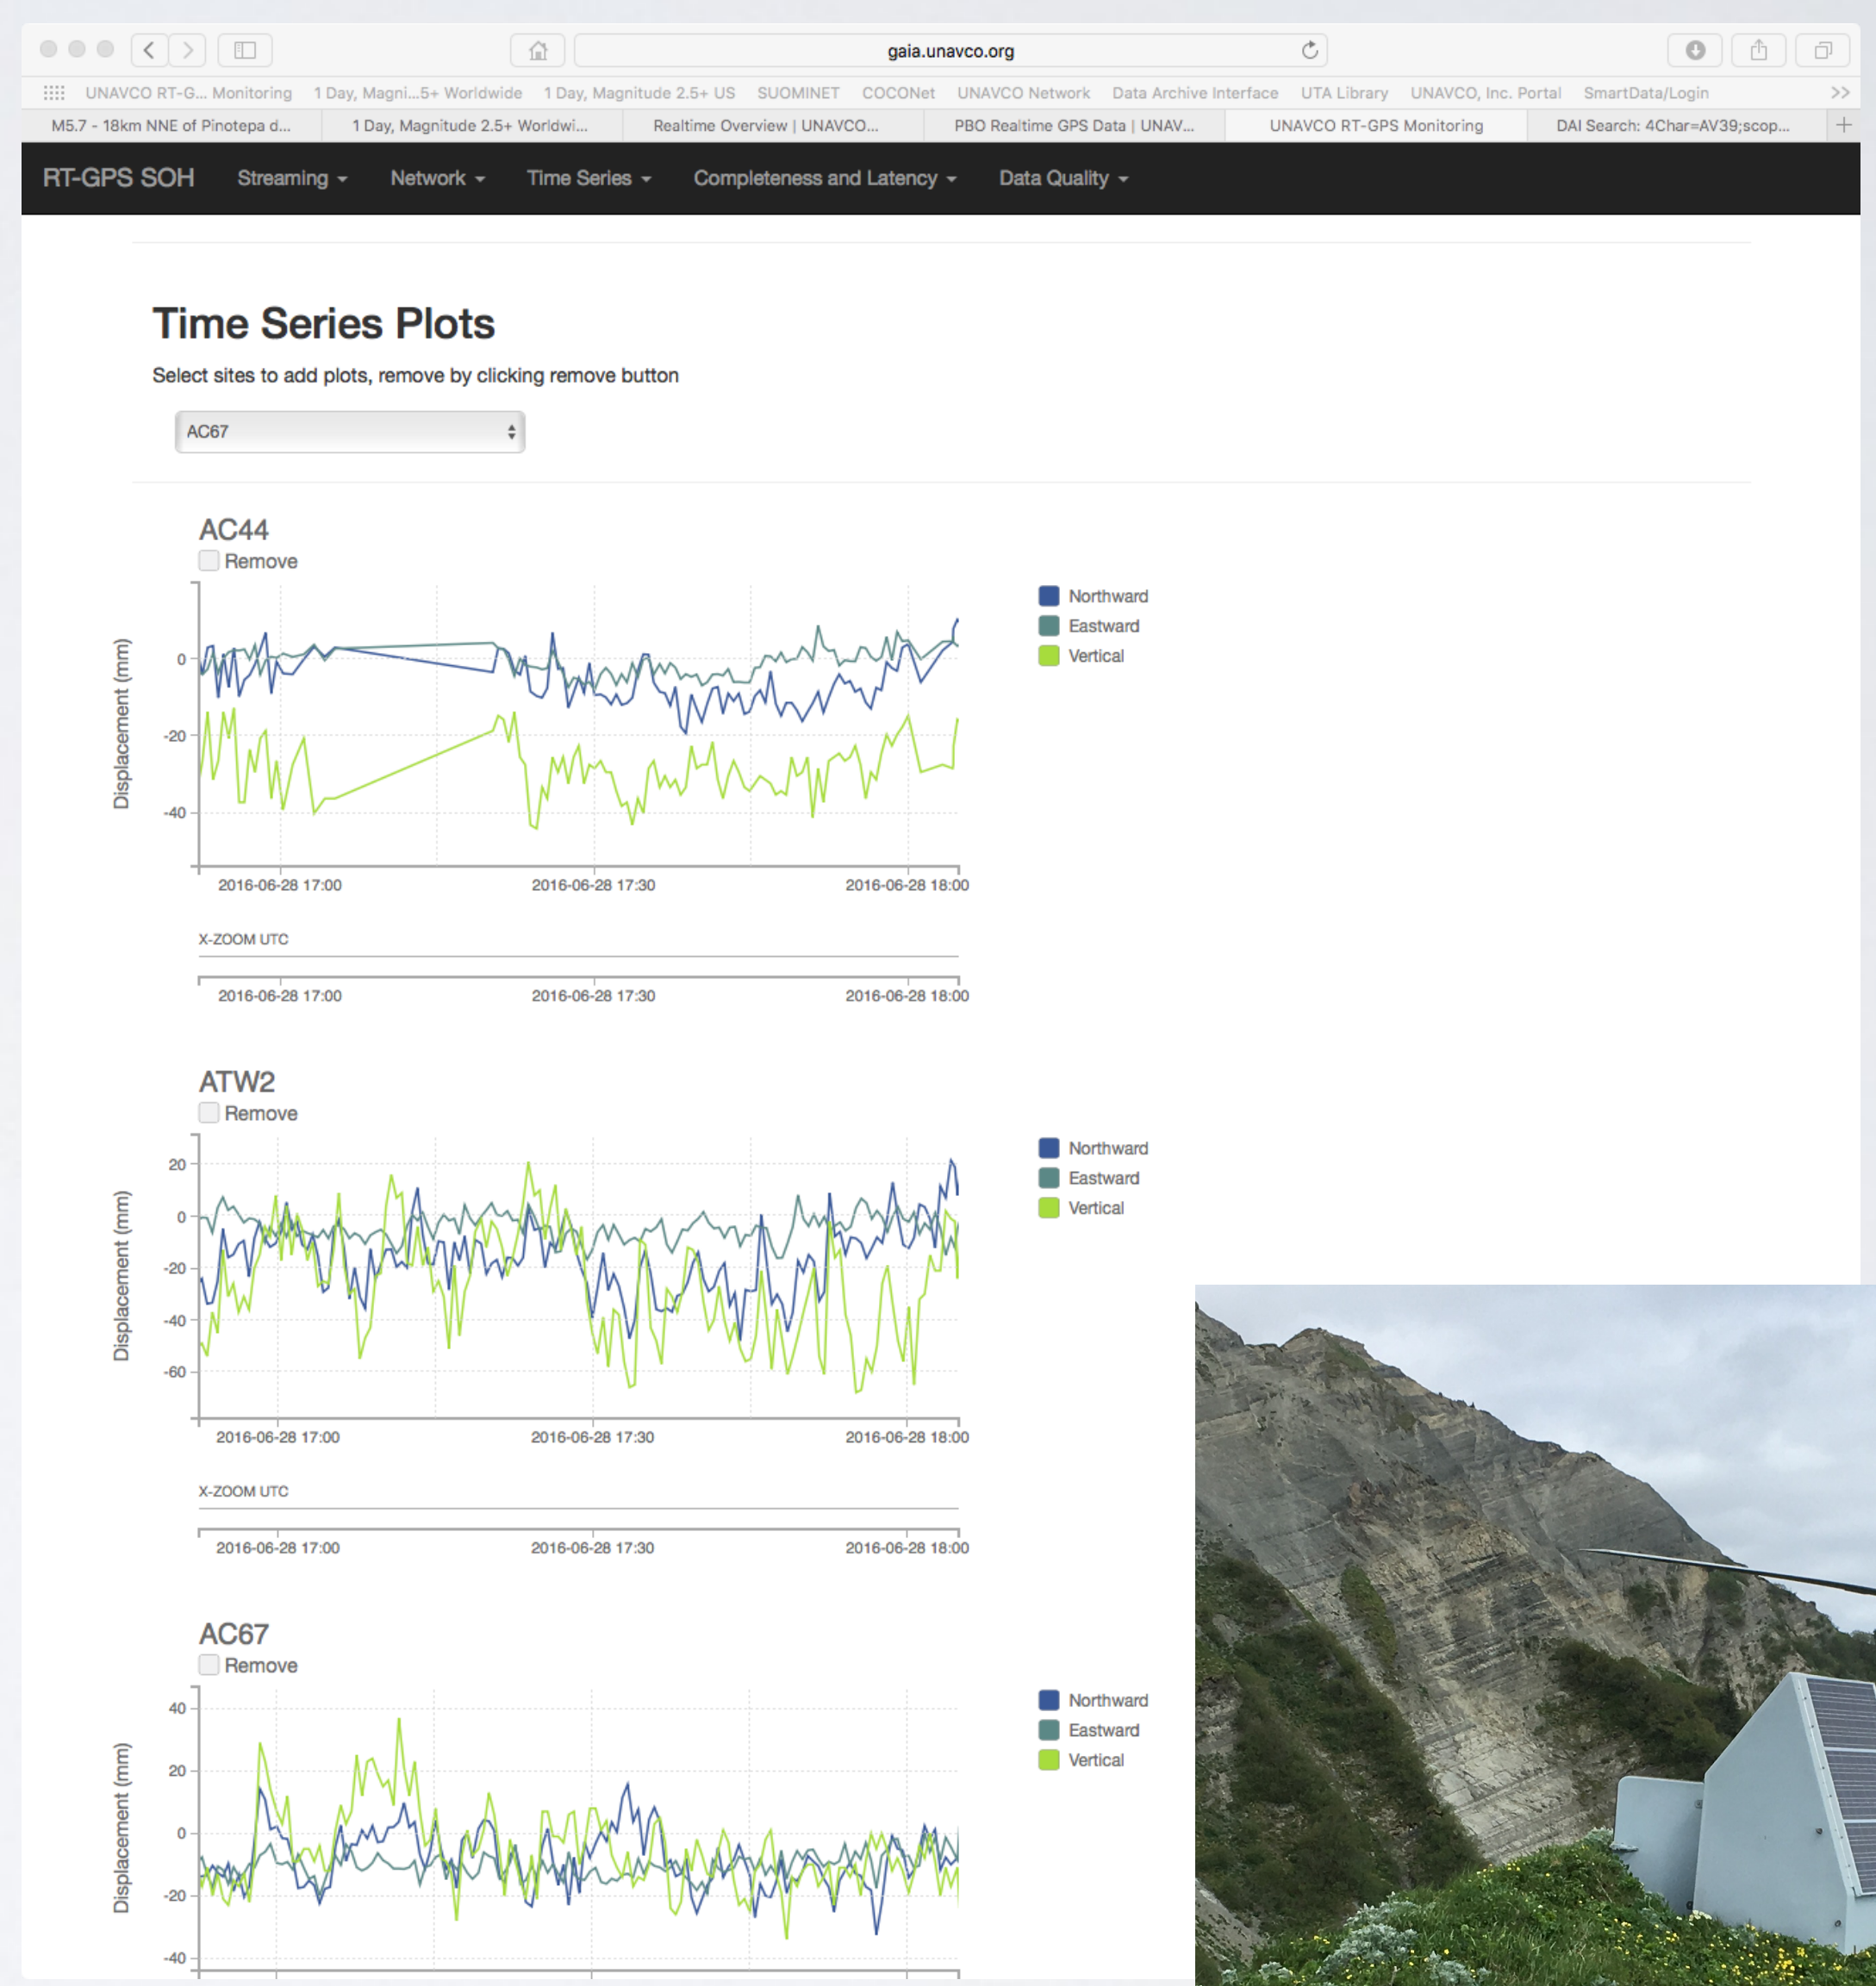 gaia.unavco.org
UNAVCO RT-G... Monitoring 1 Day, Magni...5+ Worldwide 1 Day, Magnitude 2.5+ US SUOMINET COCONet UNAVCO Network Data Archive Interface UTA Library UNAVCO, Inc. Portal SmartData/Login >>
M5.7 - 18km NNE of Pinotepa d... 1 Day, Magnitude 2.5+ Worldwi... Realtime Overview | UNAVCO... PBO Realtime GPS Data | UNAV... UNAVCO RT-GPS Monitoring DAI Search: 4Char=AV39;scop... +
RT-GPS SOH Streaming Network Time Series Completeness and Latency Data Quality
Time Series Plots
Select sites to add plots, remove by clicking remove button
AC67
AC44
Remove
Displacement (mm)
0
-20
-40
2016-06-28 17:00 2016-06-28 17:30 2016-06-28 18:00
Northward
Eastward
Vertical
X-ZOOM UTC
2016-06-28 17:00 2016-06-28 17:30 2016-06-28 18:00
ATW2
Remove
Displacement (mm)
20
0
-20
-40
-60
2016-06-28 17:00 2016-06-28 17:30 2016-06-28 18:00
Northward
Eastward
Vertical
X-ZOOM UTC
2016-06-28 17:00 2016-06-28 17:30 2016-06-28 18:00
AC67
Remove
Displacement (mm)
40
20
0
-20
-40
Northward
Eastward
Vertical